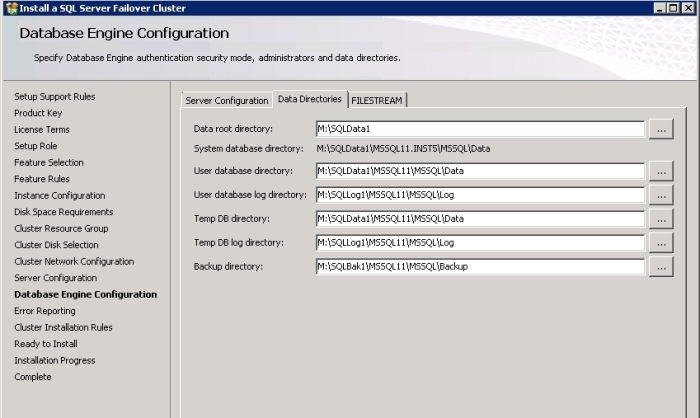 Install a SQL Server Failover Cluster
Database Engine Configuration
Specify Database Engine authentication security mode, administrators and data directories.
Setup Support Rules
Product Key
License Terms
Setup Role
Feature Selection
Feature Rules
Instance Configuration
Disk Space Requirements
Cluster Resource Group
Cluster Disk Selection
Cluster Network Configuration
Server Configuration
Database Engine Configuration
Error Reporting
Cluster Installation Rules
Ready to Install
Installation Progress
Complete
Server Configuration Data Directories FILESTREAM
Data root directory: M:\SQLData1 ...
System database directory: M:\SQLData1\MSSQL11.INST5\MSSQL\Data
User database directory: M:\SQLData1\MSSQL11\MSSQL\Data ...
User database log directory: M:\SQLLog1\MSSQL11\MSSQL\Log ...
Temp DB directory: M:\SQLData1\MSSQL11\MSSQL\Data ...
Temp DB log directory: M:\SQLLog1\MSSQL11\MSSQL\Log ...
Backup directory: M:\SQLBak1\MSSQL11\MSSQL\Backup ...